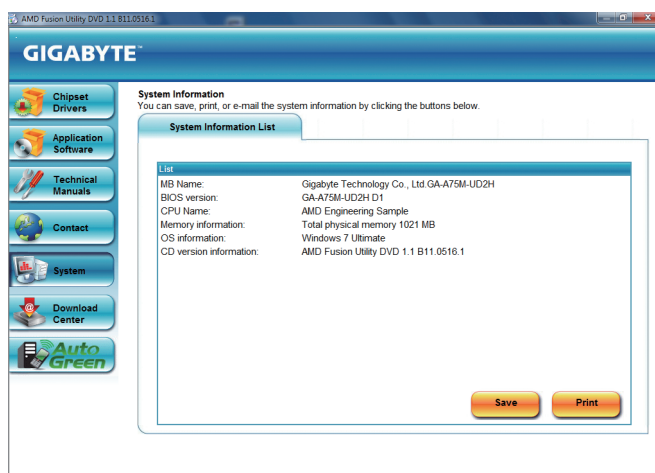 AMD Fusion Utility DVD 1.1 B11.0516.1
GIGABYTE™
Chipset
Drivers
Application
Software
Technical
Manuals
Contact
System
Download
Center
Auto
Green
System Information
You can save, print, or e-mail the system information by clicking the buttons below.
System Information List
List
MB Name: Gigabyte Technology Co., Ltd.GA-A75M-UD2H
BIOS version: GA-A75M-UD2H D1
CPU Name: AMD Engineering Sample
Memory information: Total physical memory 1021 MB
OS information: Windows 7 Ultimate
CD version information: AMD Fusion Utility DVD 1.1 B11.0516.1
Save Print